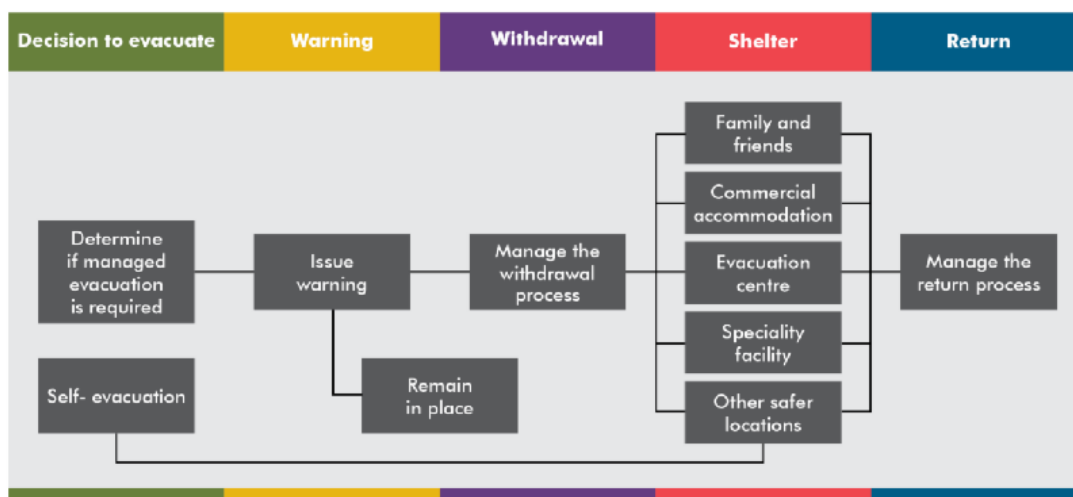 Decision to evacuate
Warning
Withdrawal
Shelter
Return
Determine
if managed
evacuation
is required
Self- evacuation
Issue
warning
Remain
in place
Manage the
withdrawal
process
Family and
friends
Commercial
accommodation
Evacuation
centre
Speciality
facility
Other safer
locations
Manage the
return process